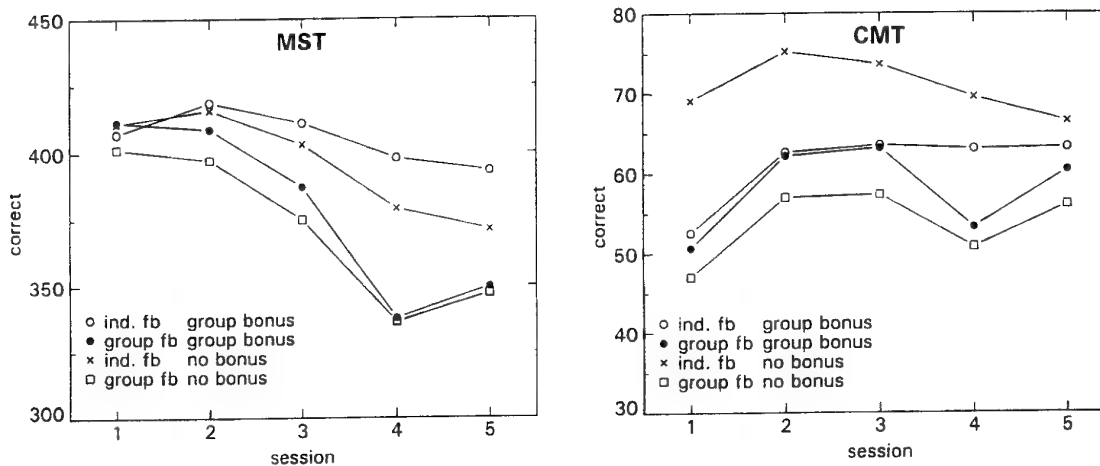 MST
450
400
350
300
correct
○ ind. fb group bonus
● group fb group bonus
× ind. fb no bonus
□ group fb no bonus
1 2 3 4 5
session
CMT
80
70
60
50
40
30
correct
○ ind. fb group bonus
● group fb group bonus
× ind. fb no bonus
□ group fb no bonus
1 2 3 4 5
session